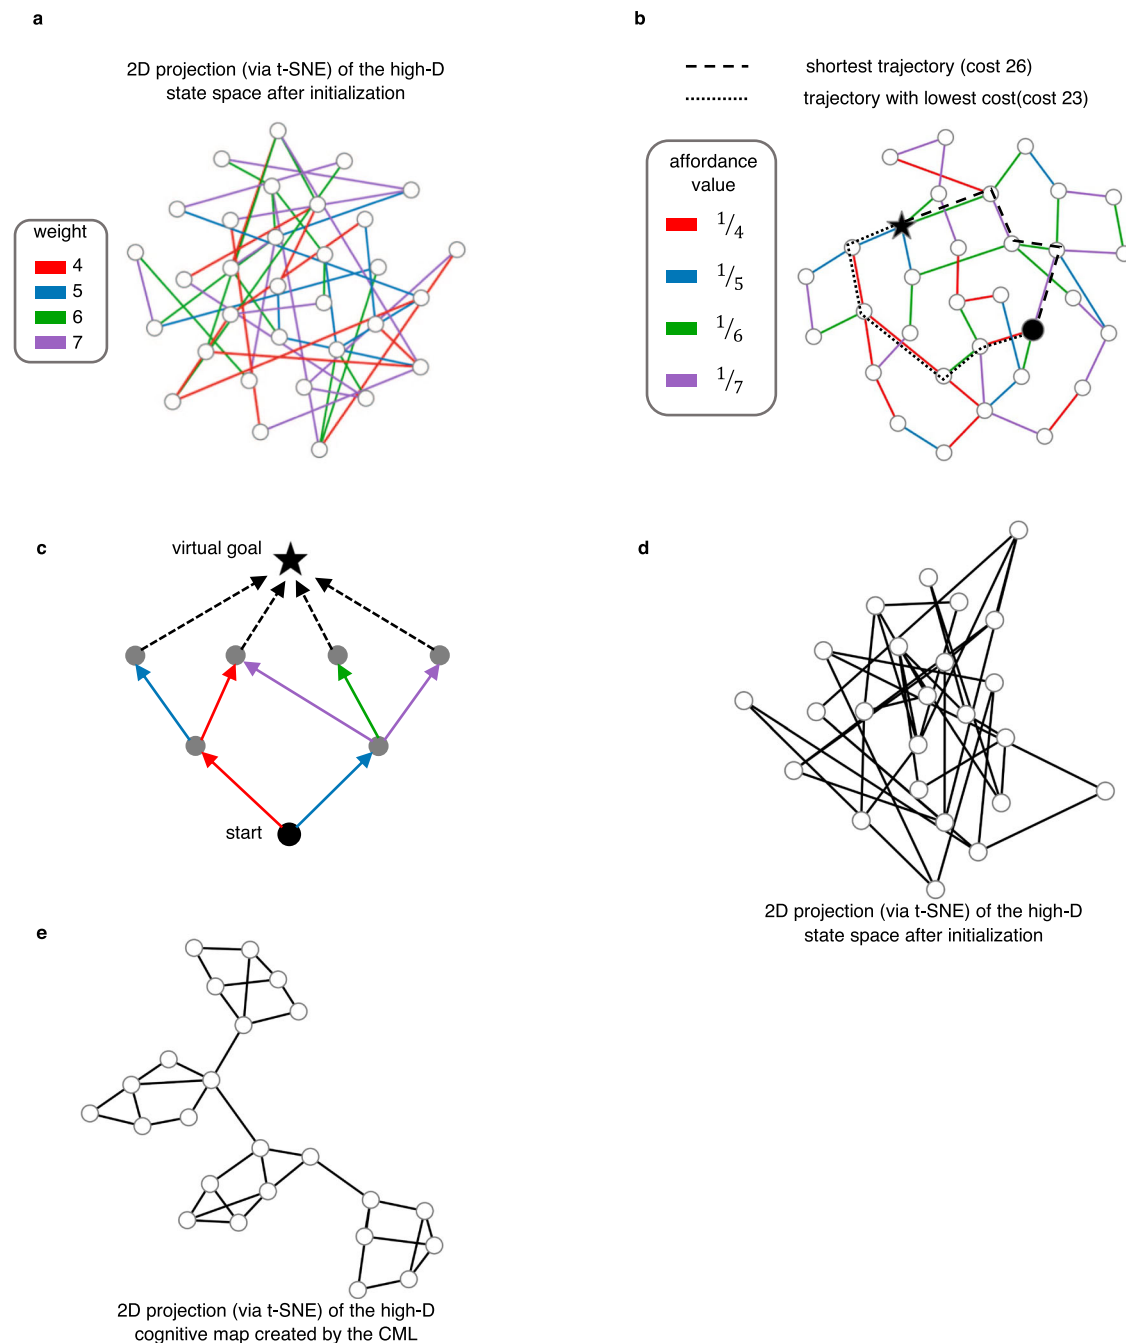 a
2D projection (via t-SNE) of the high-D
state space after initialization
weight
4
5
6
7
b
shortest trajectory (cost 26)
trajectory with lowest cost(cost 23)
affordance
value
1/4
1/5
1/6
1/7
c
virtual goal
start
d
2D projection (via t-SNE) of the high-D
state space after initialization
e
2D projection (via t-SNE) of the high-D
cognitive map created by the CML